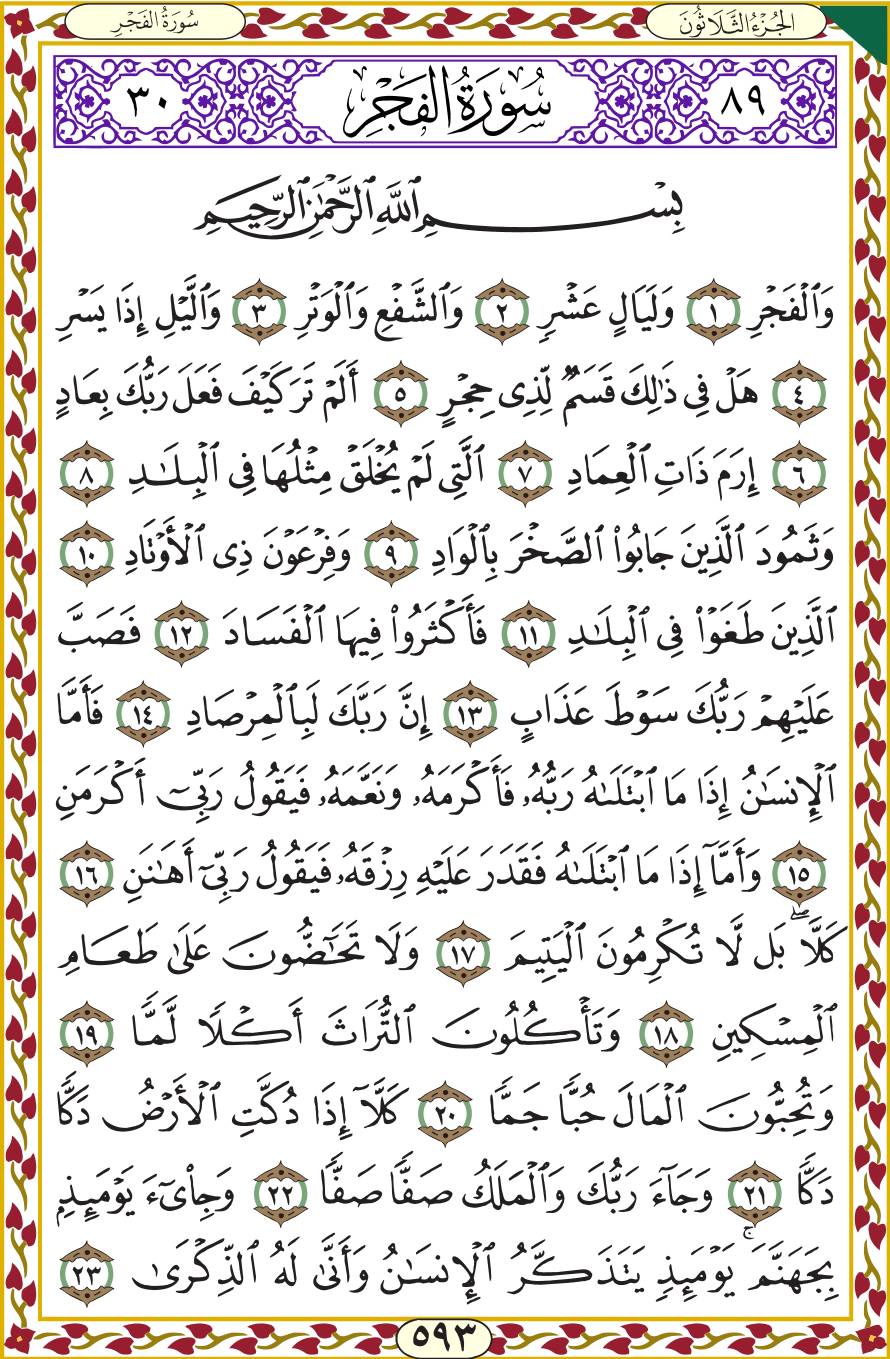 الجُزْءُ الثَّلَاثُونَ
سُورَةُ الفَجْرِ
٨٩
سُورَةُ الفَجْرِ
٣٠
بِسْمِ ٱللَّهِ ٱلرَّحْمَٰنِ ٱلرَّحِيمِ
وَٱلْفَجْرِ ١ وَلَيَالٍ عَشْرٍ ٢ وَٱلشَّفْعِ وَٱلْوَتْرِ ٣ وَٱلَّيْلِ إِذَا يَسْرِ
٤ هَلْ فِى ذَٰلِكَ قَسَمٌ لِّذِى حِجْرٍ ٥ أَلَمْ تَرَ كَيْفَ فَعَلَ رَبُّكَ بِعَادٍ
٦ إِرَمَ ذَاتِ ٱلْعِمَادِ ٧ ٱلَّتِى لَمْ يُخْلَقْ مِثْلُهَا فِى ٱلْبِلَٰدِ ٨
وَثَمُودَ ٱلَّذِينَ جَابُوا۟ ٱلصَّخْرَ بِٱلْوَادِ ٩ وَفِرْعَوْنَ ذِى ٱلْأَوْتَادِ ١٠
ٱلَّذِينَ طَغَوْا۟ فِى ٱلْبِلَٰدِ ١١ فَأَكْثَرُوا۟ فِيهَا ٱلْفَسَادَ ١٢ فَصَبَّ
عَلَيْهِمْ رَبُّكَ سَوْطَ عَذَابٍ ١٣ إِنَّ رَبَّكَ لَبِٱلْمِرْصَادِ ١٤ فَأَمَّا
ٱلْإِنسَٰنُ إِذَا مَا ٱبْتَلَىٰهُ رَبُّهُۥ فَأَكْرَمَهُۥ وَنَعَّمَهُۥ فَيَقُولُ رَبِّىٓ أَكْرَمَنِ
١٥ وَأَمَّآ إِذَا مَا ٱبْتَلَىٰهُ فَقَدَرَ عَلَيْهِ رِزْقَهُۥ فَيَقُولُ رَبِّىٓ أَهَٰنَنِ ١٦
كَلَّا ۖ بَل لَّا تُكْرِمُونَ ٱلْيَتِيمَ ١٧ وَلَا تَحَٰٓضُّونَ عَلَىٰ طَعَامِ
ٱلْمِسْكِينِ ١٨ وَتَأْكُلُونَ ٱلتُّرَاثَ أَكْلًا لَّمًّا ١٩
وَتُحِبُّونَ ٱلْمَالَ حُبًّا جَمًّا ٢٠ كَلَّآ إِذَا دُكَّتِ ٱلْأَرْضُ دَكًّا
دَكًّا ٢١ وَجَآءَ رَبُّكَ وَٱلْمَلَكُ صَفًّا صَفًّا ٢٢ وَجِا۟ىٓءَ يَوْمَئِذٍۭ
بِجَهَنَّمَ ۚ يَوْمَئِذٍ يَتَذَكَّرُ ٱلْإِنسَٰنُ وَأَنَّىٰ لَهُ ٱلذِّكْرَىٰ ٢٣
٥٩٣